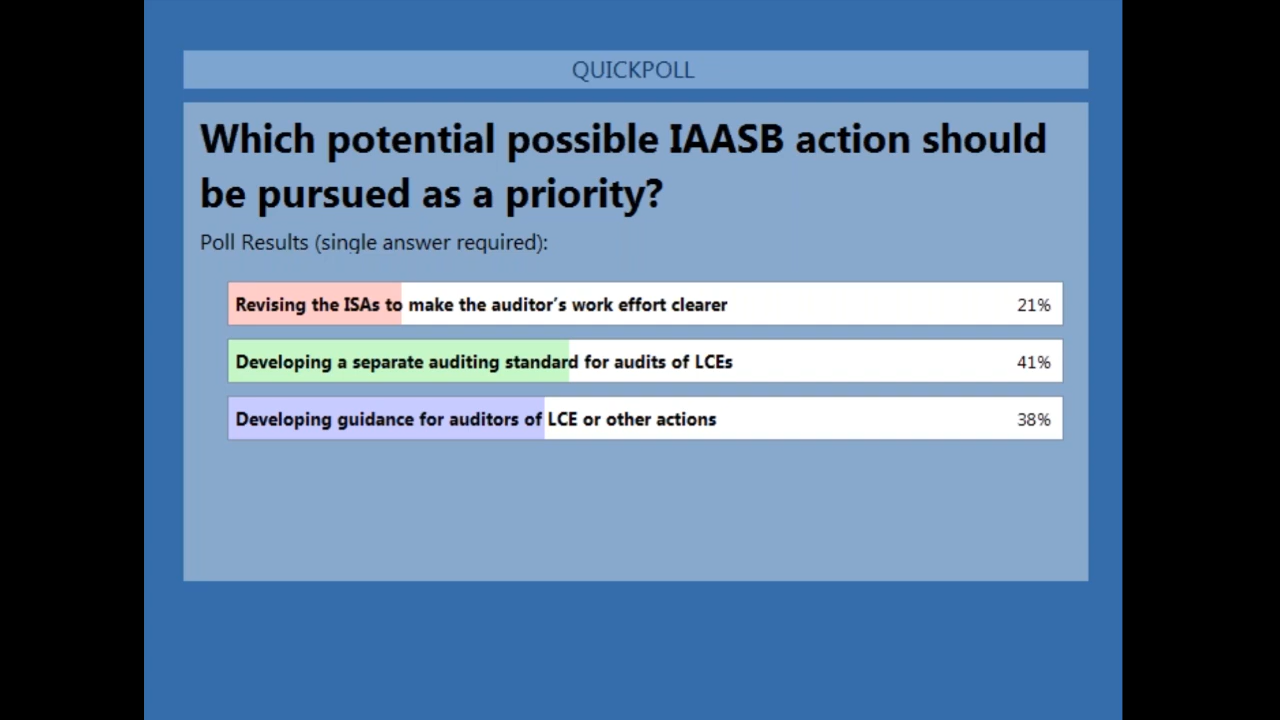 QUICKPOLL
Which potential possible IAASB action should
be pursued as a priority?
Poll Results (single answer required):
Revising the ISAs to make the auditor’s work effort clearer 21%
Developing a separate auditing standard for audits of LCEs 41%
Developing guidance for auditors of LCE or other actions 38%